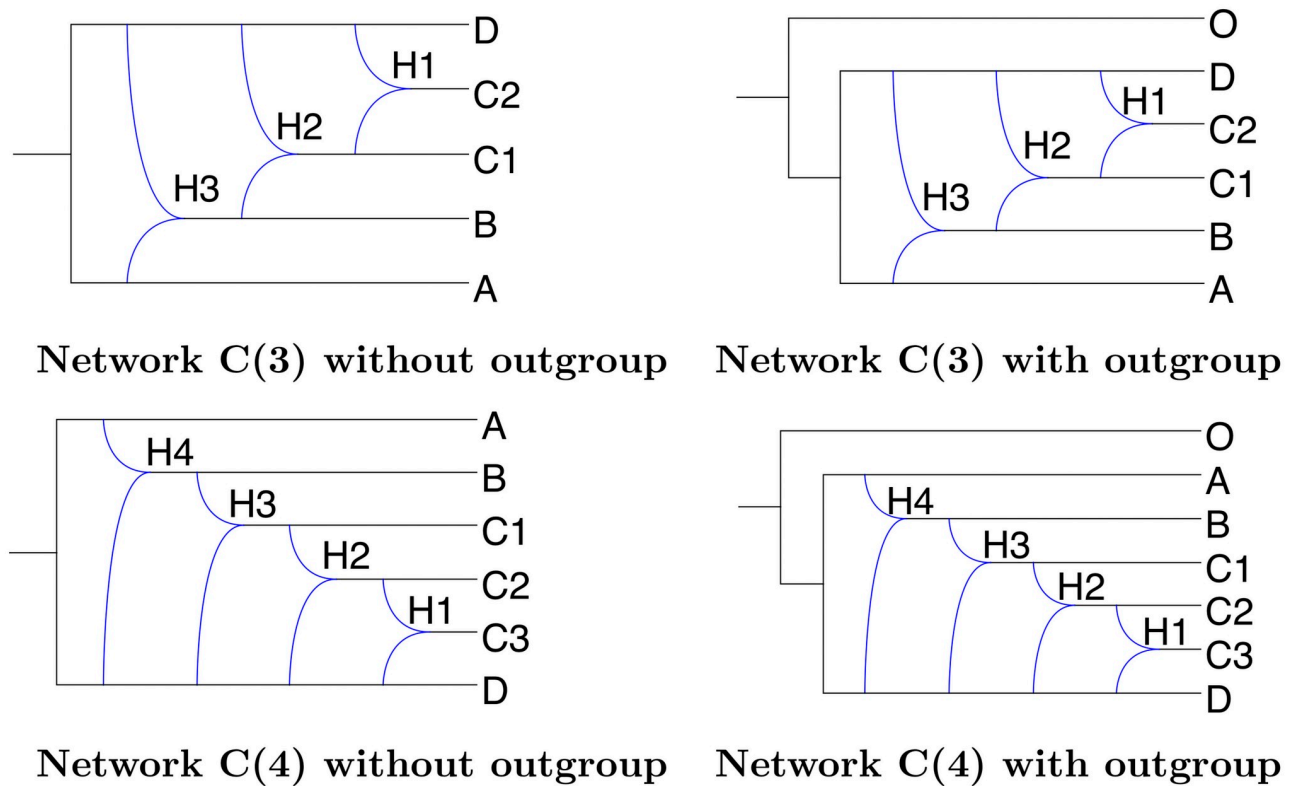 D
H1
C2
H2
C1
H3
B
A
Network C(3) without outgroup
O
D
H1
C2
H2
C1
H3
B
A
Network C(3) with outgroup
A
H4
B
H3
C1
H2
C2
H1
C3
D
Network C(4) without outgroup
O
A
H4
B
H3
C1
H2
C2
H1
C3
D
Network C(4) with outgroup